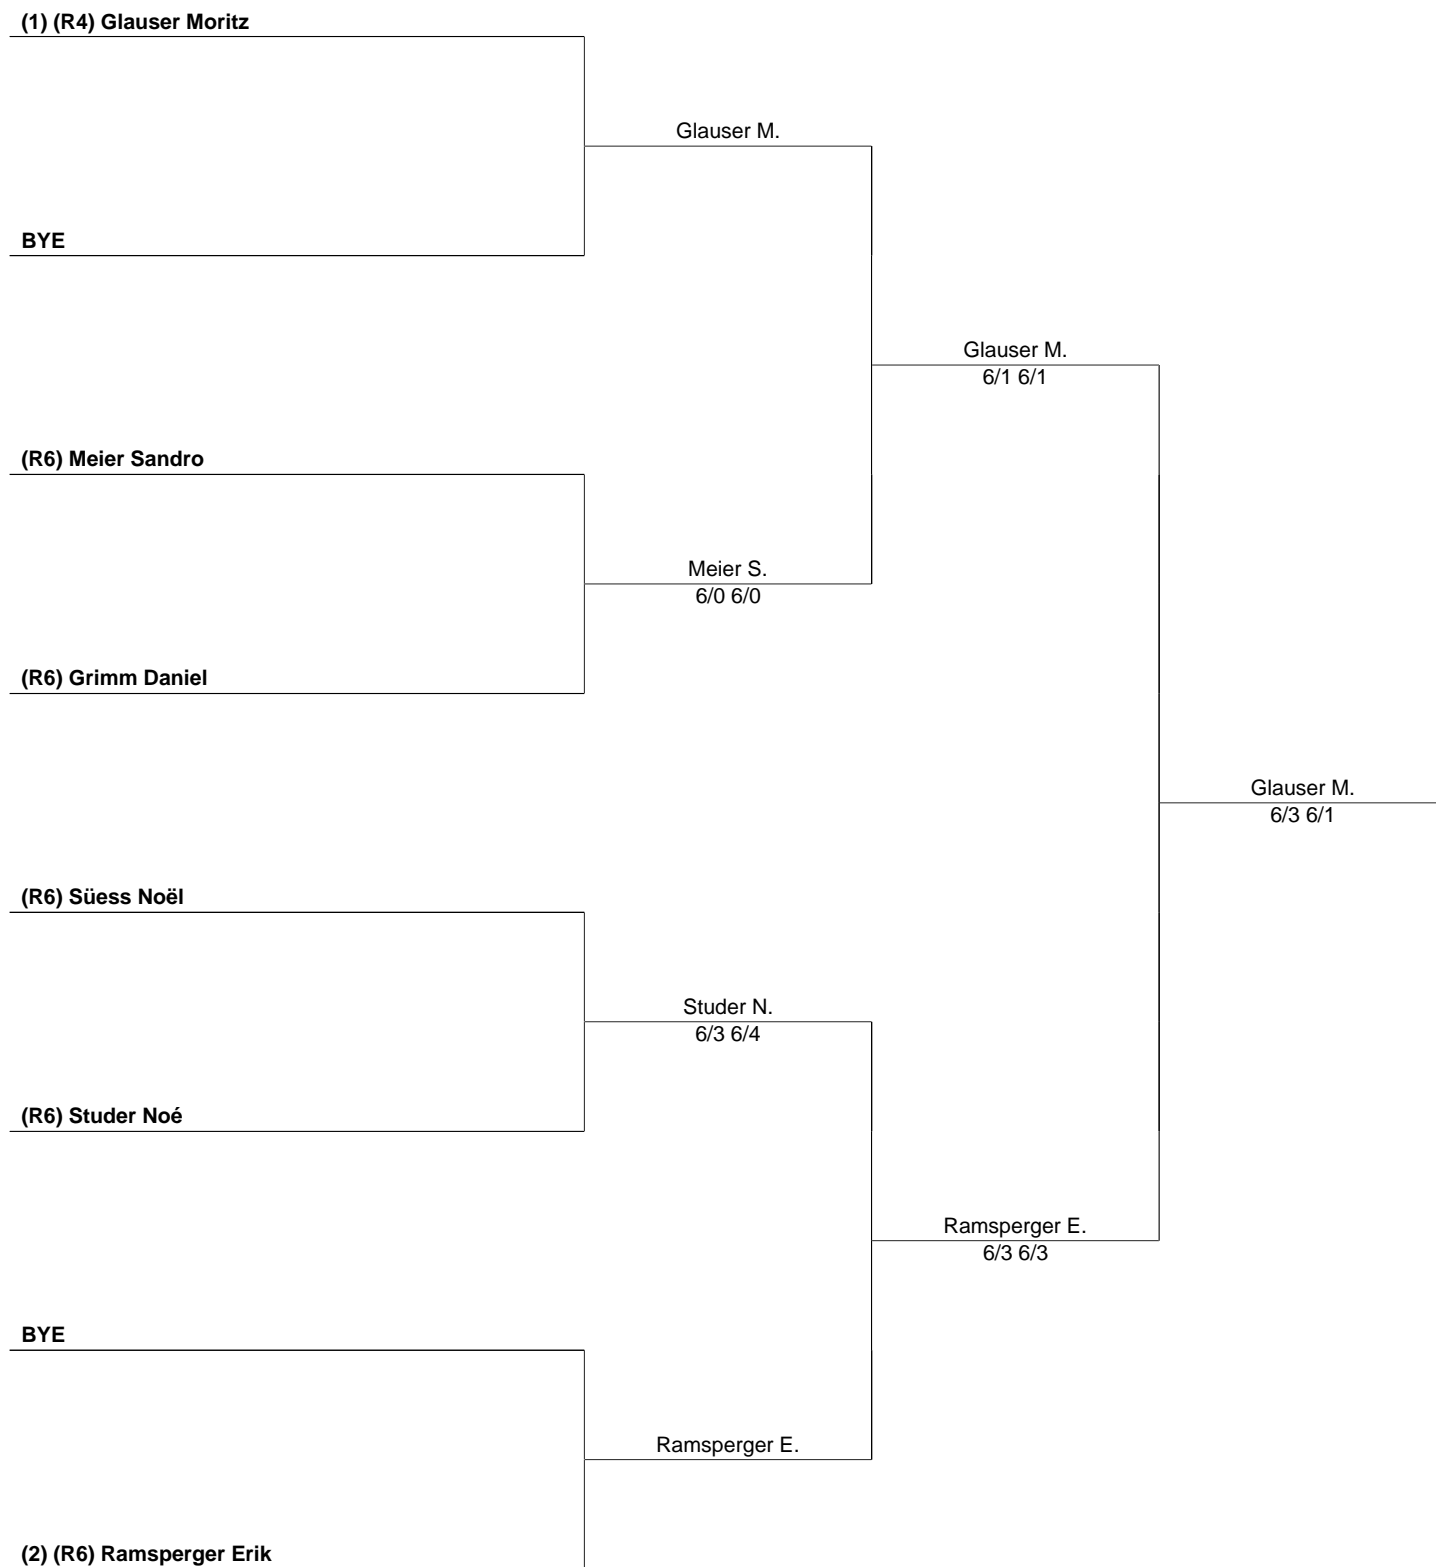 (1) (R4) Glauser Moritz
Glauser M.
BYE
Glauser M.
6/1 6/1
(R6) Meier Sandro
Meier S.
6/0 6/0
(R6) Grimm Daniel
Glauser M.
6/3 6/1
(R6) Süess Noël
Studer N.
6/3 6/4
(R6) Studer Noé
Ramsperger E.
6/3 6/3
BYE
Ramsperger E.
(2) (R6) Ramsperger Erik